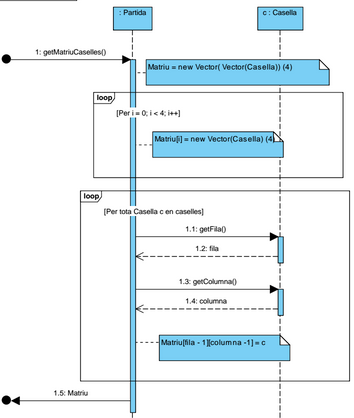 : Partida
c : Casella
1: getMatriuCaselles()
Matriu = new Vector( Vector(Casella)) (4)
loop
[Per i = 0; i < 4; i++]
Matriu[i] = new Vector(Casella) (4)
loop
[Per tota Casella c en caselles]
1.1: getFila()
1.2: fila
1.3: getColumna()
1.4: columna
Matriu[fila - 1][columna -1] = c
1.5: Matriu